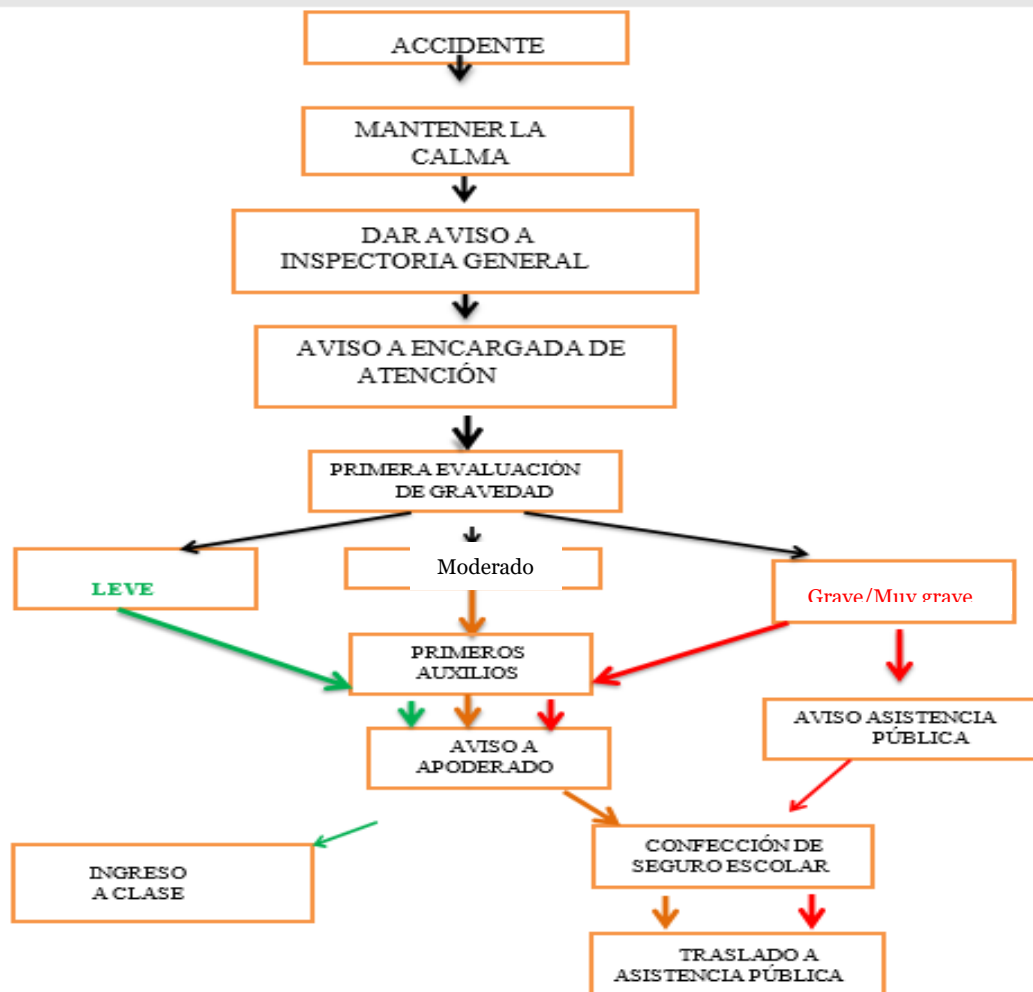 ACCIDENTE
MANTENER LA
CALMA
DAR AVISO A
INSPECTORIA GENERAL
AVISO A ENCARGADA DE
ATENCIÓN
PRIMERA EVALUACIÓN
DE GRAVEDAD
LEVE
Moderado
Grave/Muy grave
PRIMEROS
AUXILIOS
AVISO ASISTENCIA
PÚBLICA
AVISO A
APODERADO
CONFECCIÓN DE
SEGURO ESCOLAR
INGRESO
A CLASE
TRASLADO A
ASISTENCIA PÚBLICA